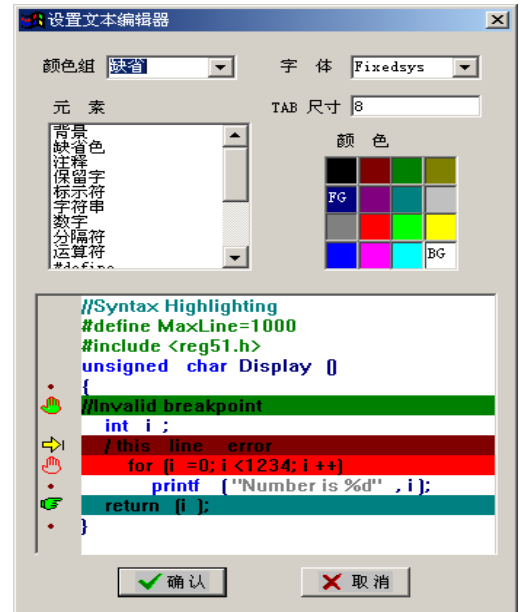 设置文本编辑器
颜色组 缺省 字 体 Fixedsys
元 素 TAB 尺寸 8
背景
缺省色
注释
保留字
标示符
字符串
数字
分隔符
运算符
#define
颜 色
FG
BG
//Syntax Highlighting
#define MaxLine=1000
#include <reg51.h>
unsigned char Display ()
{
//Invalid breakpoint
int i ;
/ this line error
for (i =0; i <1234; i ++)
printf ("Number is %d" , i );
return (i );
}
确认 取消